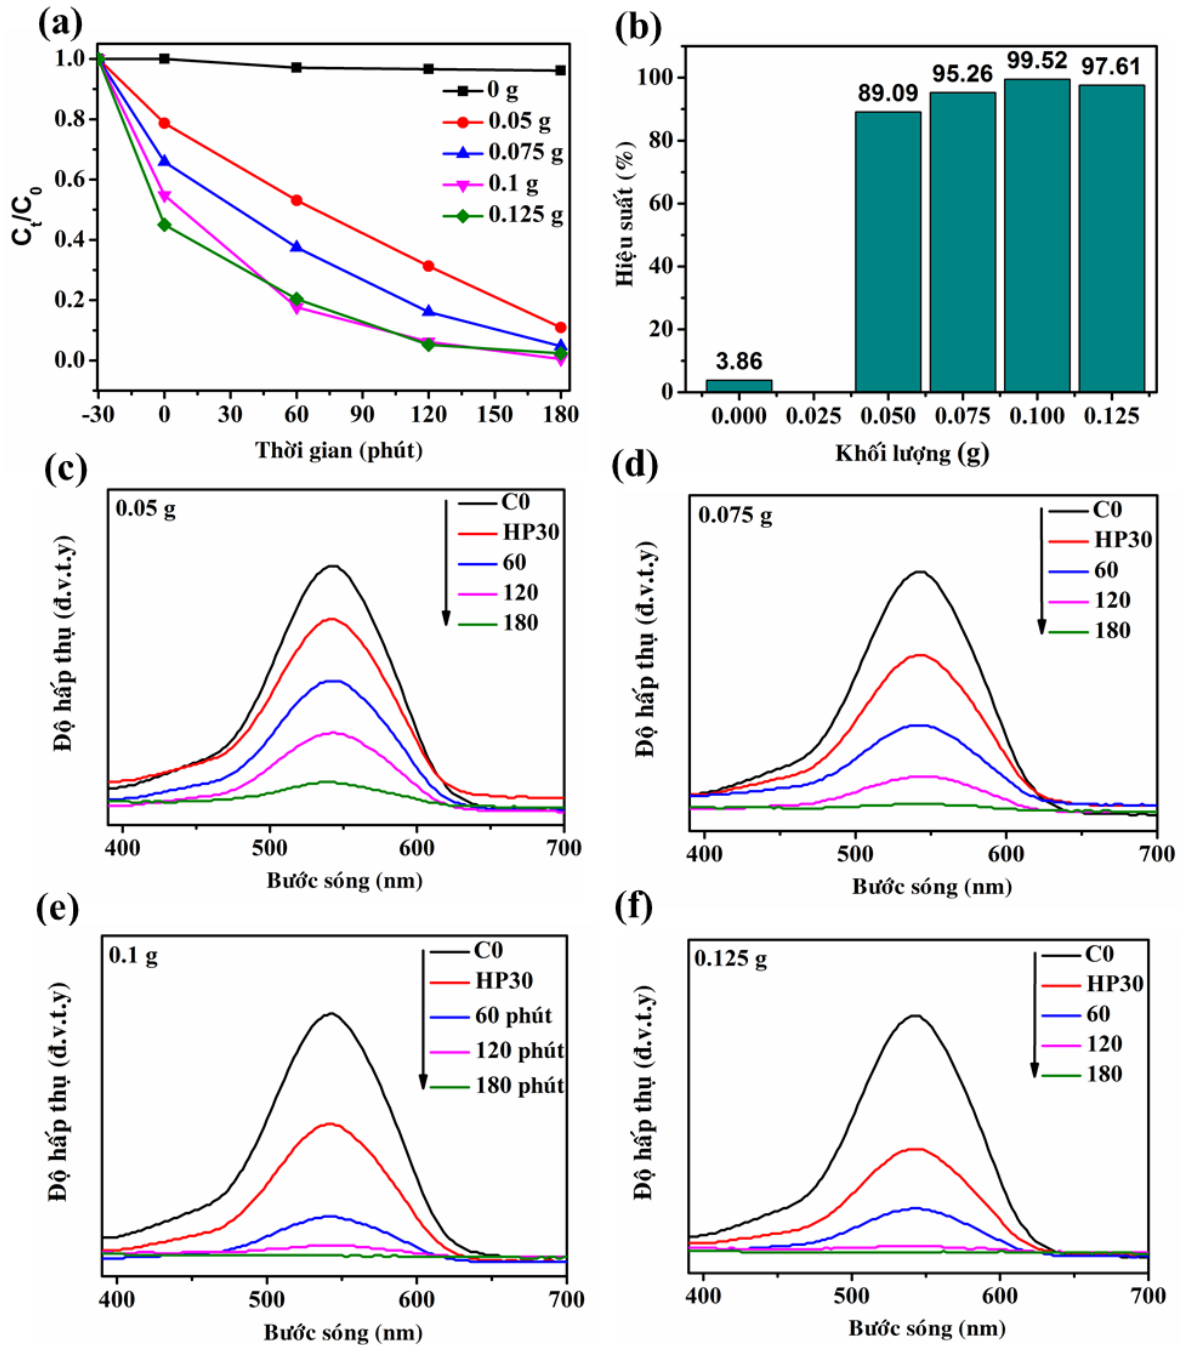 (a)
1.0
0.8
0.6
0.4
0.2
0.0
Ct/C0
-30 0 30 60 90 120 150 180
Thời gian (phút)
0 g
0.05 g
0.075 g
0.1 g
0.125 g
(b)
100
80
60
40
20
0
Hiệu suất (%)
3.86
89.09
95.26
99.52
97.61
0.000 0.025 0.050 0.075 0.100 0.125
Khối lượng (g)
(c)
0.05 g
C0
HP30
60
120
180
Độ hấp thụ (đ.v.t.y)
400 500 600 700
Bước sóng (nm)
(d)
0.075 g
C0
HP30
60
120
180
Độ hấp thụ (đ.v.t.y)
400 500 600 700
Bước sóng (nm)
(e)
0.1 g
C0
HP30
60 phút
120 phút
180 phút
Độ hấp thụ (đ.v.t.y)
400 500 600 700
Bước sóng (nm)
(f)
0.125 g
C0
HP30
60
120
180
Độ hấp thụ (đ.v.t.y)
400 500 600 700
Bước sóng (nm)